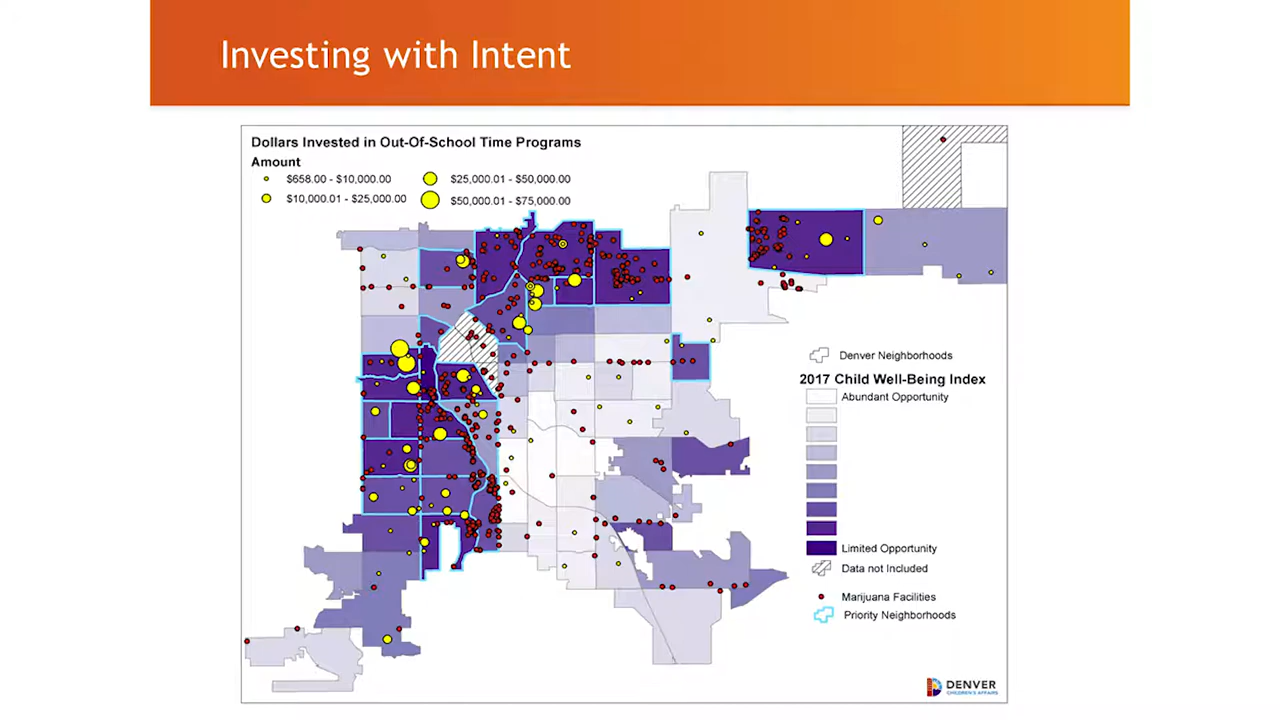 Investing with Intent
Dollars Invested in Out-Of-School Time Programs
Amount
$658.00 - $10,000.00
$25,000.01 - $50,000.00
$10,000.01 - $25,000.00
$50,000.01 - $75,000.00
Denver Neighborhoods
2017 Child Well-Being Index
Abundant Opportunity
Limited Opportunity
Data not Included
Marijuana Facilities
Priority Neighborhoods
DENVER
CHILDREN'S AFFAIRS